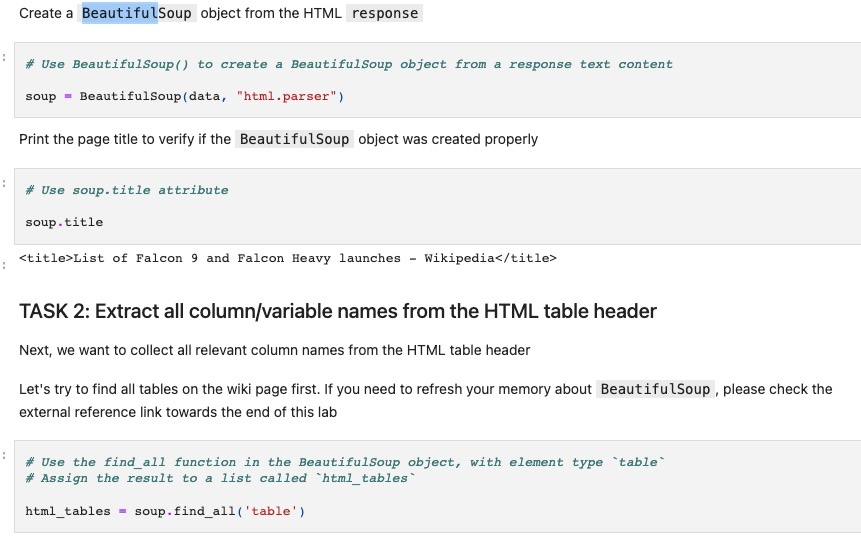 Create a BeautifulSoup object from the HTML response
# Use BeautifulSoup() to create a BeautifulSoup object from a response text content
soup = BeautifulSoup(data, "html.parser")
Print the page title to verify if the BeautifulSoup object was created properly
# Use soup.title attribute
soup.title
<title>List of Falcon 9 and Falcon Heavy launches - Wikipedia</title>
TASK 2: Extract all column/variable names from the HTML table header
Next, we want to collect all relevant column names from the HTML table header
Let's try to find all tables on the wiki page first. If you need to refresh your memory about BeautifulSoup , please check the
external reference link towards the end of this lab
# Use the find_all function in the BeautifulSoup object, with element type `table`
# Assign the result to a list called `html_tables`
html_tables = soup.find_all('table')